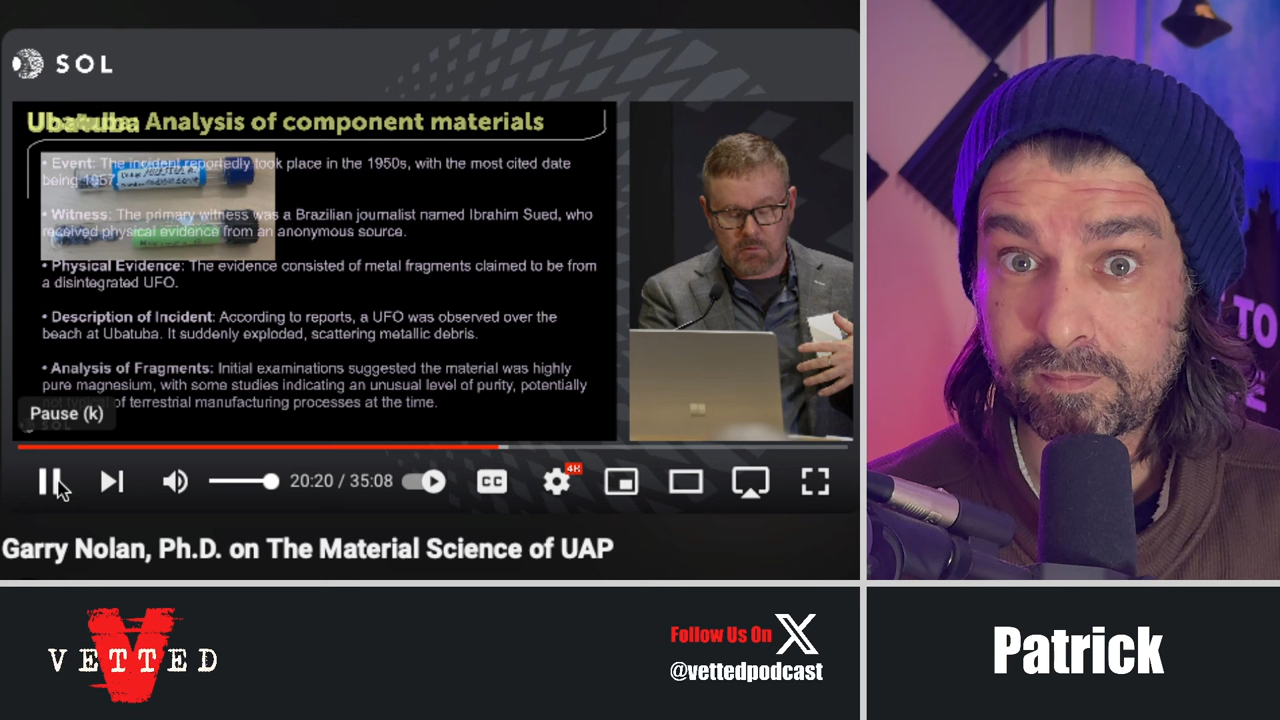 SOL
Ubatuba: Analysis of component materials
• Event: The incident reportedly took place in the 1950s, with the most cited date
being 1957
• Witness: The primary witness was a Brazilian journalist named Ibrahim Sued, who
received physical evidence from an anonymous source.
• Physical Evidence: The evidence consisted of metal fragments claimed to be from
a disintegrated UFO.
• Description of Incident: According to reports, a UFO was observed over the
beach at Ubatuba. It suddenly exploded, scattering metallic debris.
• Analysis of Fragments: Initial examinations suggested the material was highly
pure magnesium, with some studies indicating an unusual level of purity, potentially
not typical of terrestrial manufacturing processes at the time.
Pause (k)
SOL
20:20 / 35:08
CC
4K
Garry Nolan, Ph.D. on The Material Science of UAP
TO
VETTED
Follow Us On X
@vettedpodcast
Patrick